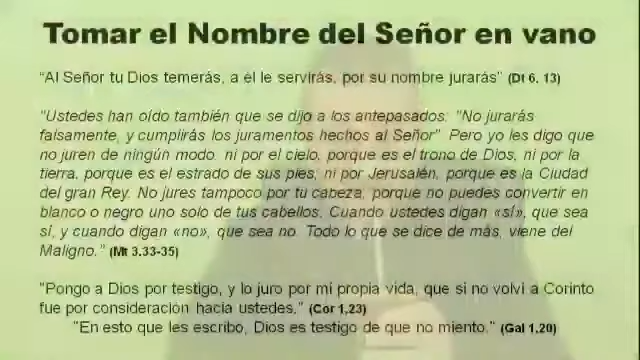 Tomar el Nombre del Señor en vano
“Al Señor tu Dios temerás, a él le servirás, por su nombre jurarás” (Dt 6, 13)
"Ustedes han oído también que se dijo a los antepasados: "No jurarás
falsamente, y cumplirás los juramentos hechos al Señor" Pero yo les digo que
no juren de ningún modo: ni por el cielo, porque es el trono de Dios, ni por la
tierra, porque es el estrado de sus pies; ni por Jerusalén, porque es la Ciudad
del gran Rey. No jures tampoco por tu cabeza, porque no puedes convertir en
blanco o negro uno solo de tus cabellos. Cuando ustedes digan «sí», que sea
sí, y cuando digan «no», que sea no. Todo lo que se dice de más, viene del
Maligno." (Mt 3.33-35)
"Pongo a Dios por testigo, y lo juro por mi propia vida, que si no volví a Corinto
fue por consideración hacia ustedes," (Cor 1,23)
"En esto que les escribo, Dios es testigo de que no miento." (Gal 1,20)